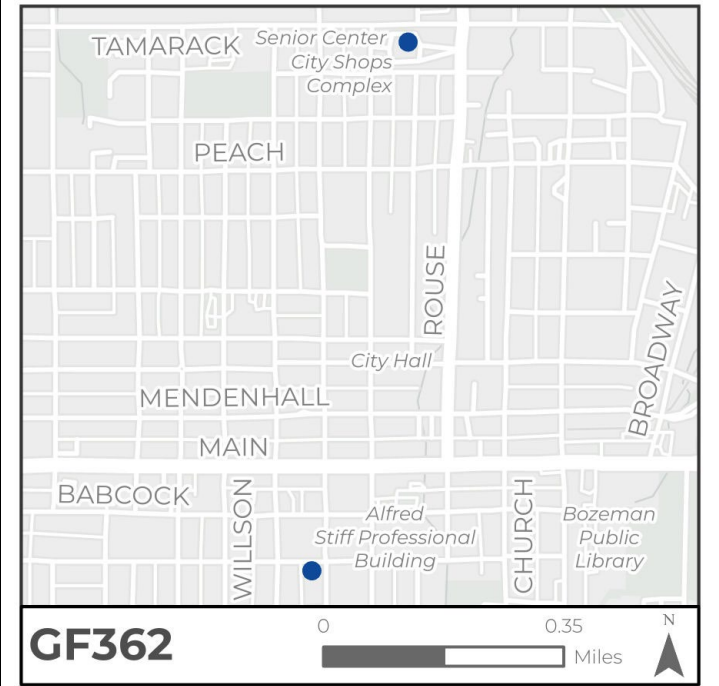 TAMARACK
Senior Center
City Shops
Complex
PEACH
ROUSE
BROADWAY
City Hall
MENDENHALL
MAIN
BABCOCK
WILLSON
Alfred
Stiff Professional
Building
CHURCH
Bozeman
Public
Library
GF362
0 0.35
Miles
N